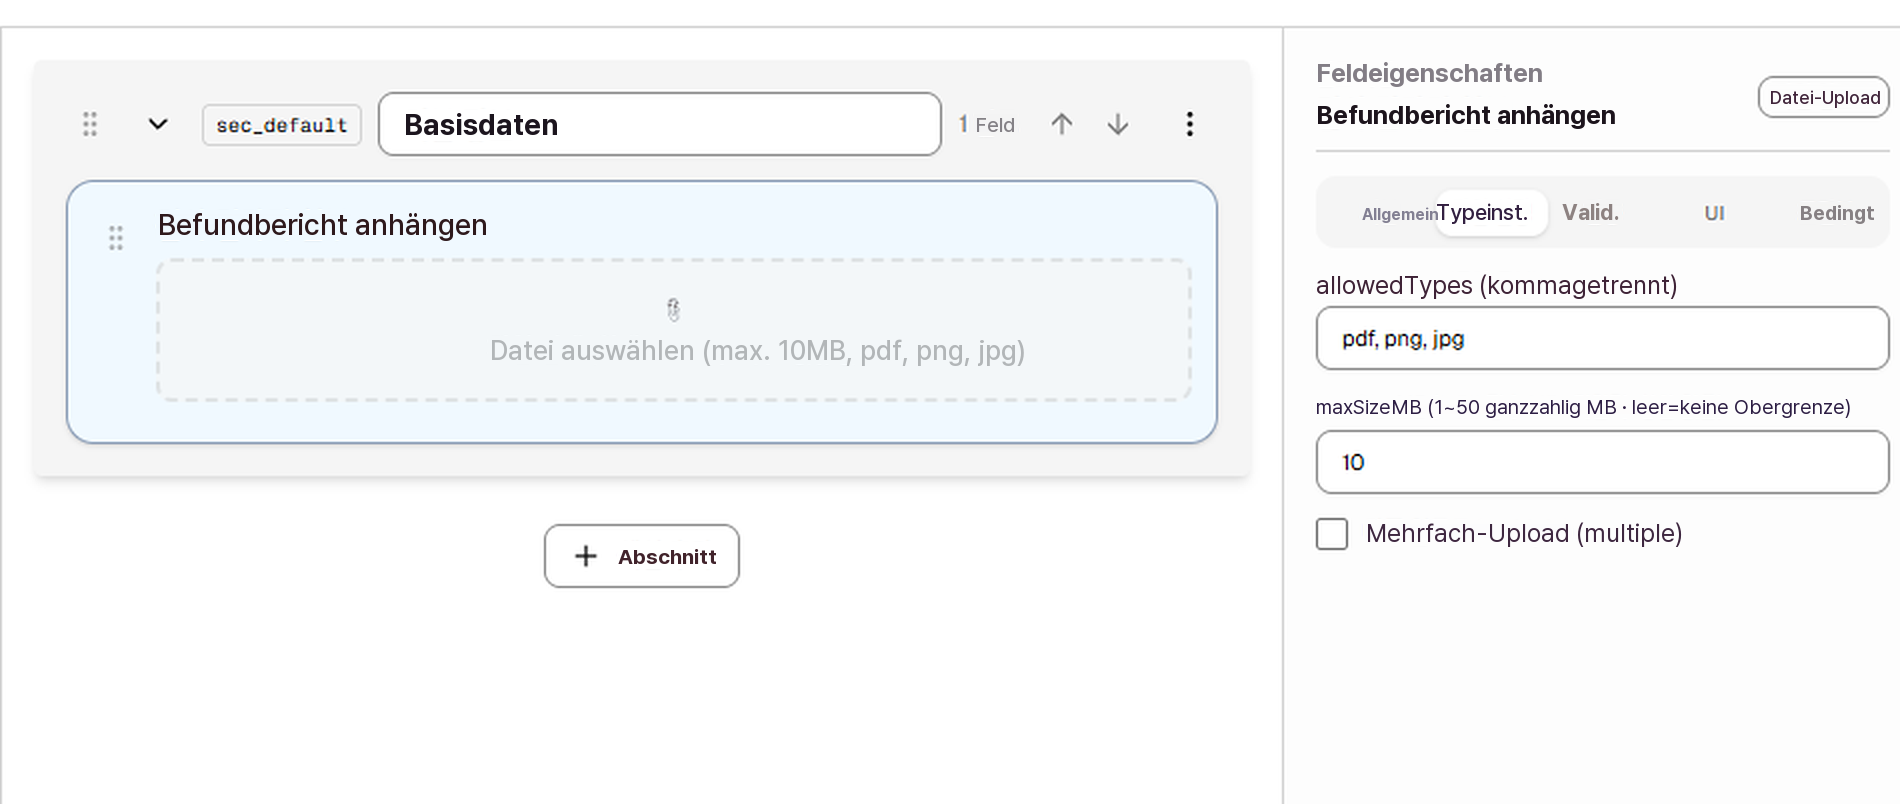 sec_default
Basisdaten
1 Feld
Befundbericht anhängen
Datei auswählen (max. 10MB, pdf, png, jpg)
Abschnitt
Feldeigenschaften
Befundbericht anhängen
Datei-Upload
Allgemein Typeinst. Valid. UI Bedingt
allowedTypes (kommagetrennt)
pdf, png, jpg
maxSizeMB (1~50 ganzzahlig MB · leer=keine Obergrenze)
10
Mehrfach-Upload (multiple)